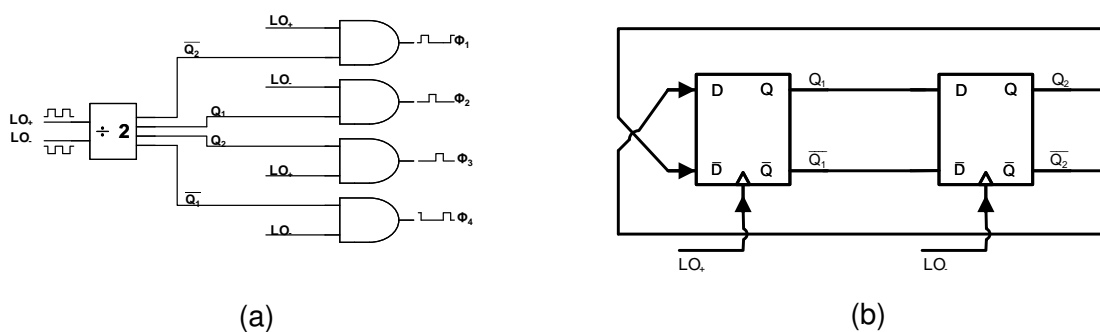 LO₊
Q̅₂
Φ₁
LO₋
Q₁
Φ₂
LO₊
LO₋
÷ 2
Q₂
LO₊
Φ₃
Q̅₁
LO₋
Φ₄
(a)
D Q
D̅ Q̅
Q₁
Q̅₁
D Q
D̅ Q̅
Q₂
Q̅₂
LO₊
LO₋
(b)